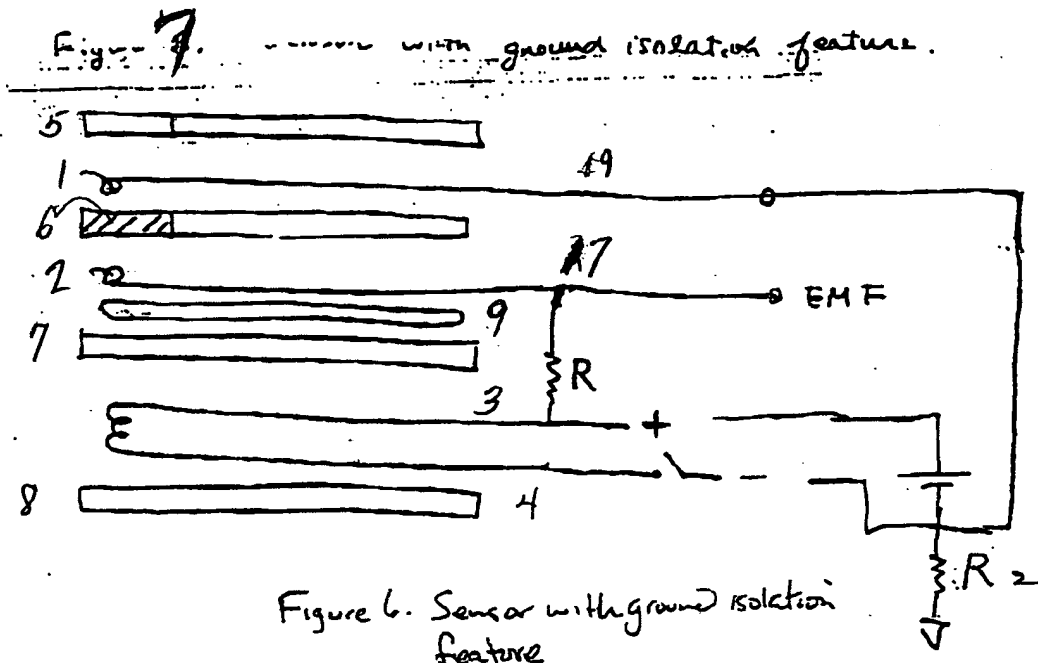 Figure 7. with ground isolation feature.
5
1
19
6
2
17
EMF
9
7
R
3
+
-
8
4
R 2
Figure 6. Sensor with ground isolation
feature